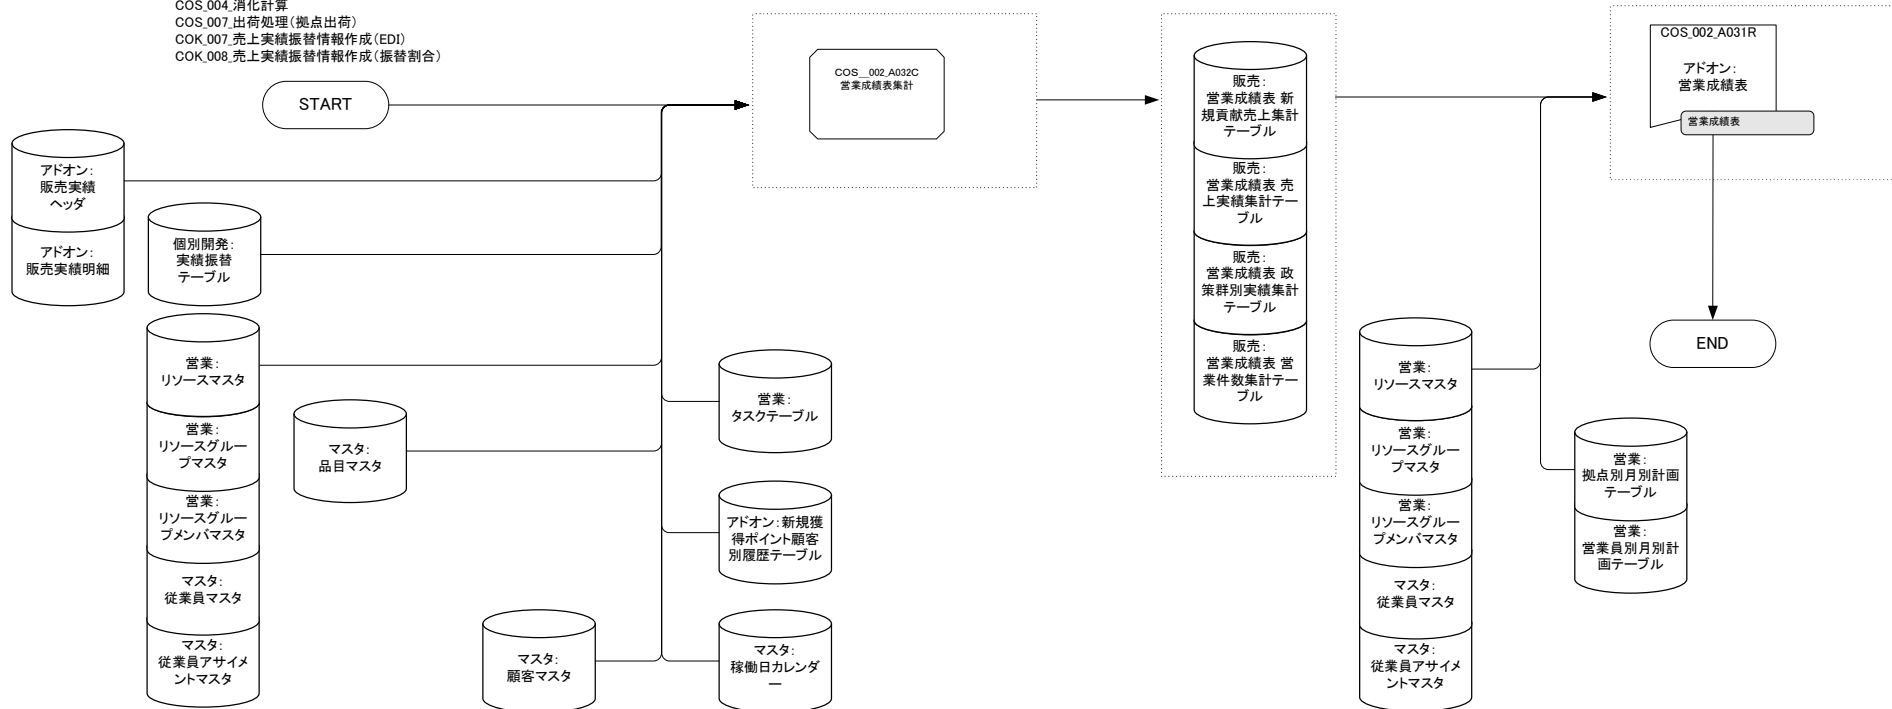 COS_004_消化計算
COS_007_出荷処理（拠点出荷）
COK_007_売上実績振替情報作成（EDI）
COK_008_売上実績振替情報作成（振替割合）
START
アドオン：
販売実績
ヘッダ
アドオン：
販売実績明細
個別開発：
実績振替
テーブル
営業：
リソースマスタ
営業：
リソースグルー
プマスタ
営業：
リソースグルー
プメンバマスタ
マスタ：
従業員マスタ
マスタ：
従業員アサイメ
ントマスタ
マスタ：
品目マスタ
マスタ：
顧客マスタ
営業：
タスクテーブル
アドオン：新規獲
得ポイント顧客
別履歴テーブル
マスタ：
稼働日カレンダ
ー
COS__002_A032C
営業成績表集計
販売：
営業成績表 新
規貢献売上集計
テーブル
販売：
営業成績表 売
上実績集計テー
ブル
販売：
営業成績表 政
策群別実績集計
テーブル
販売：
営業成績表 営
業件数集計テー
ブル
営業：
リソースマスタ
営業：
リソースグルー
プマスタ
営業：
リソースグルー
プメンバマスタ
マスタ：
従業員マスタ
マスタ：
従業員アサイメ
ントマスタ
営業：
拠点別月別計画
テーブル
営業：
営業員別月別計
画テーブル
COS_002_A031R
アドオン：
営業成績表
営業成績表
END